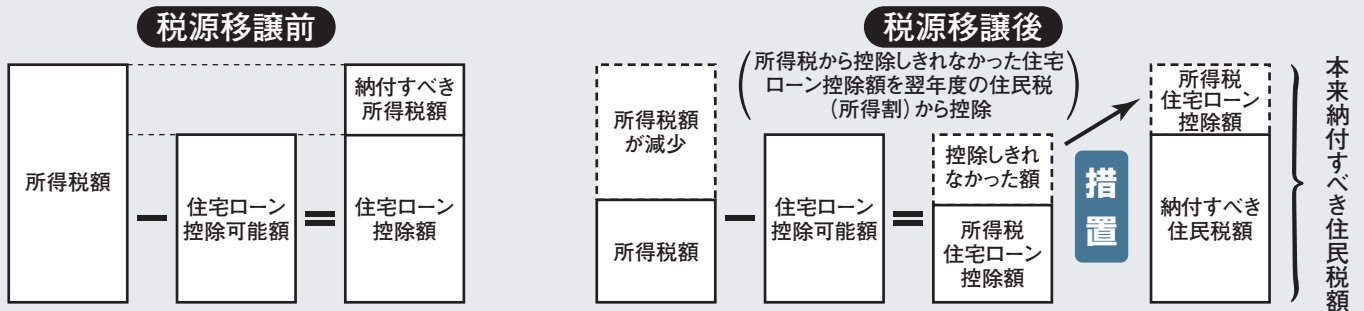 税源移譲前
所得税額
住宅ローン
控除可能額
納付すべき
所得税額
住宅ローン
控除額
税源移譲後
所得税から控除しきれなかった住宅
ローン控除額を翌年度の住民税
（所得割）から控除
所得税額
が減少
所得税額
住宅ローン
控除可能額
控除しきれ
なかった額
所得税
住宅ローン
控除額
措置
所得税
住宅ローン
控除額
納付すべき
住民税額
本来納付すべき住民税額